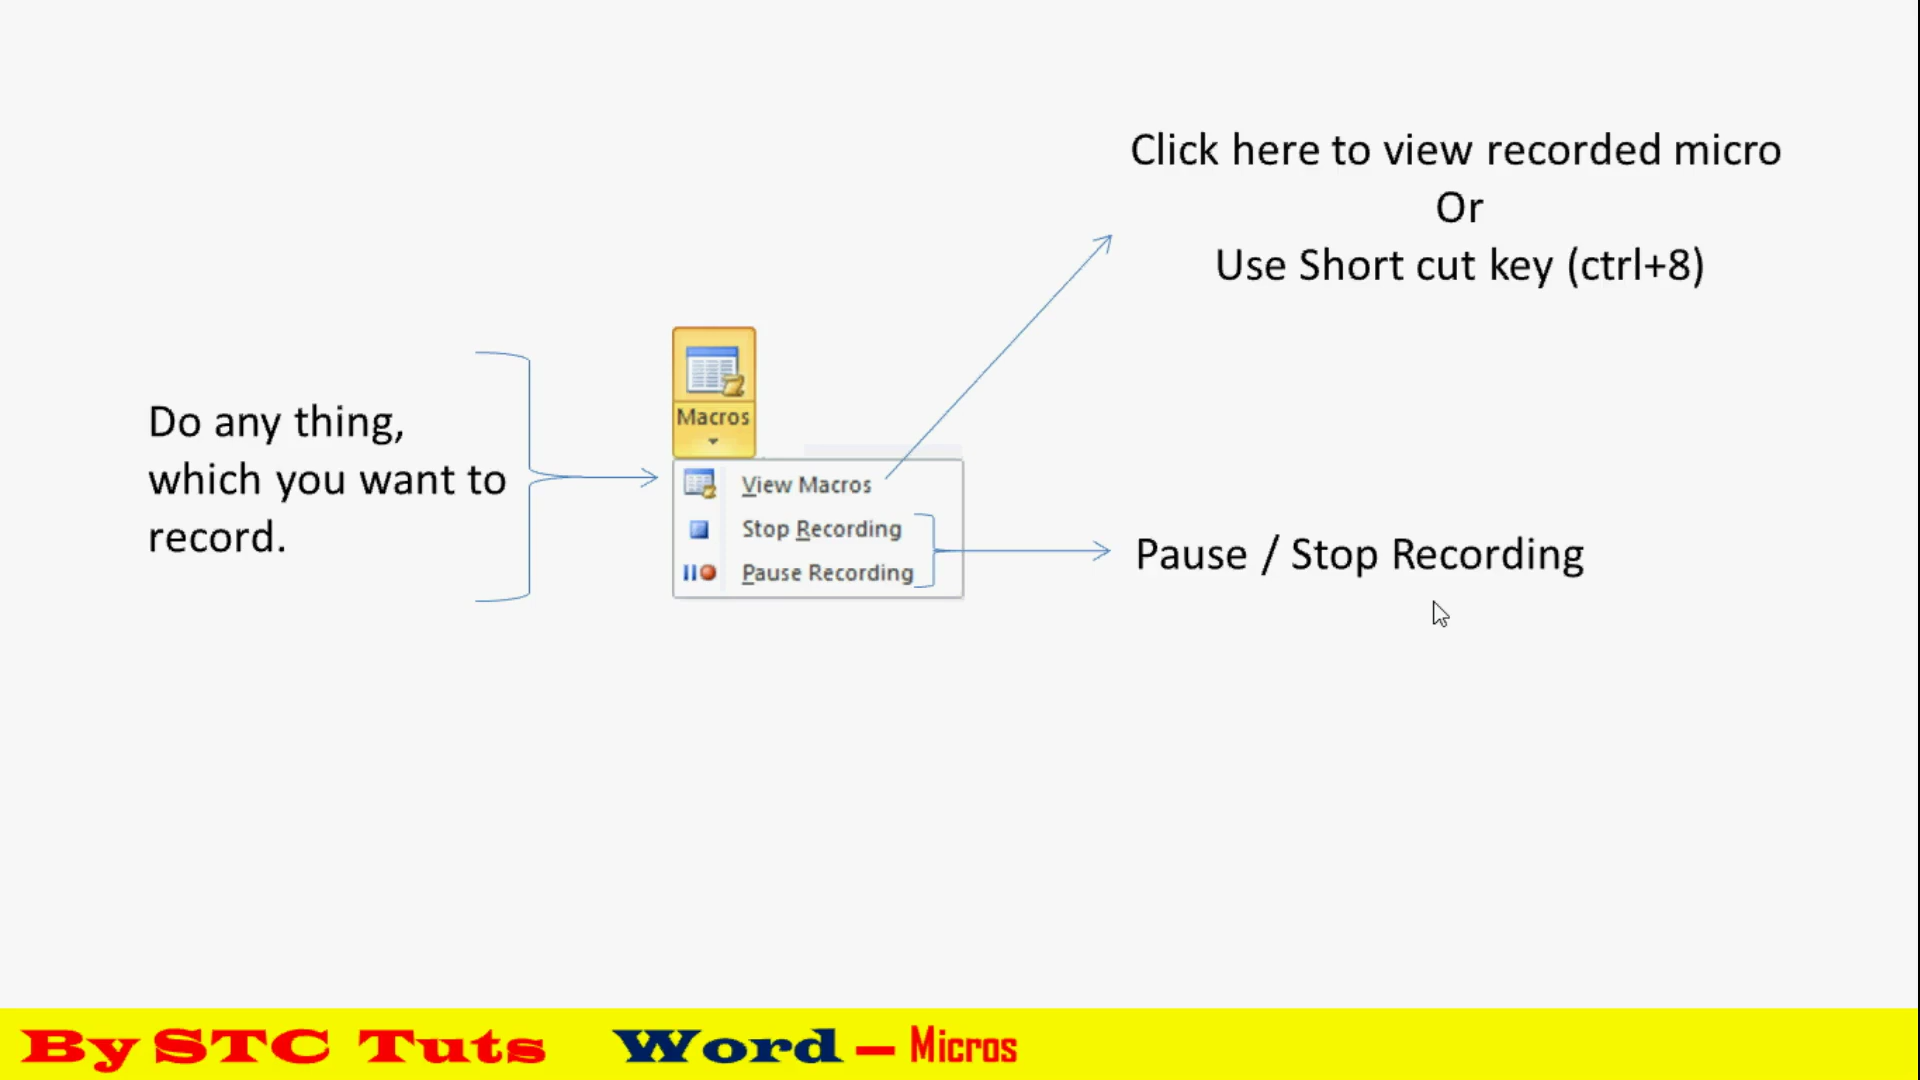 Click here to view recorded micro
Or
Use Short cut key (ctrl+8)
Do any thing,
which you want to
record.
Macros
View Macros
Stop Recording
Pause Recording
Pause / Stop Recording
By STC Tuts Word – Micros